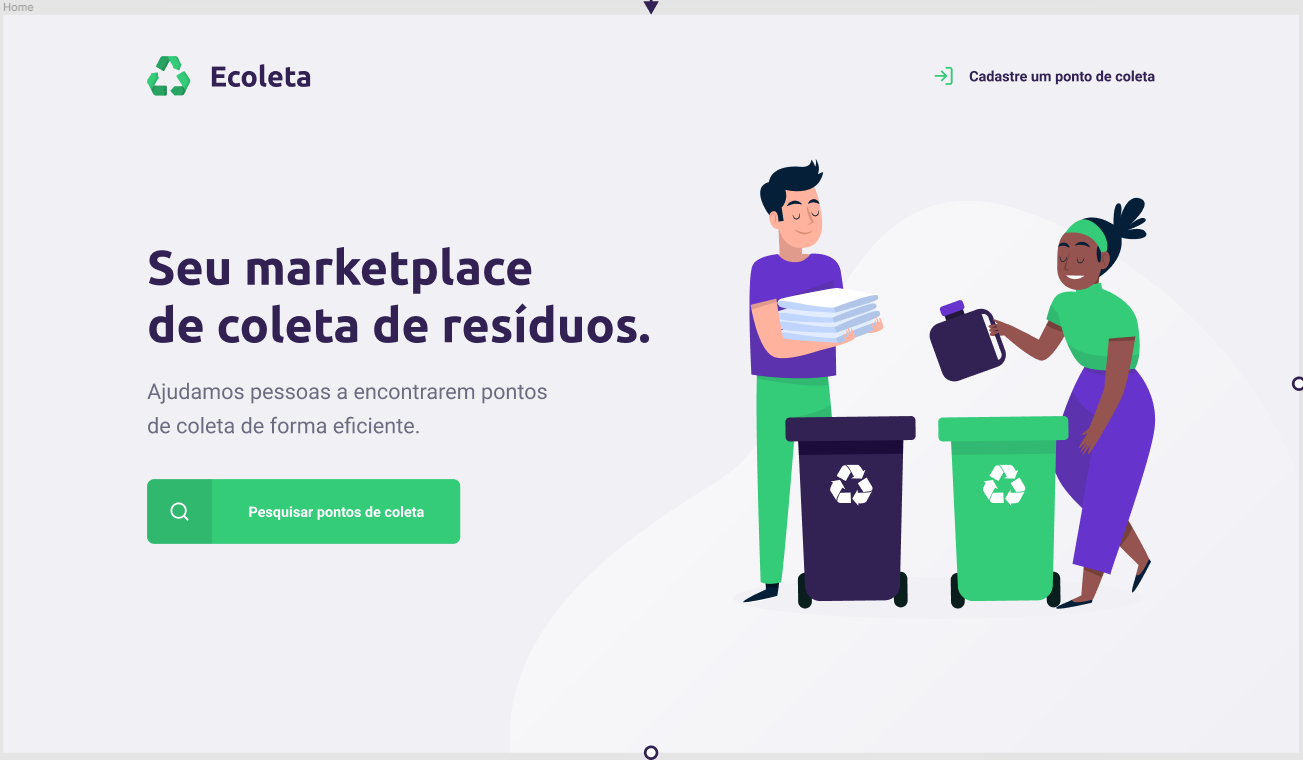 Home
Ecoleta
Cadastre um ponto de coleta
Seu marketplace
de coleta de resíduos.
Ajudamos pessoas a encontrarem pontos
de coleta de forma eficiente.
Pesquisar pontos de coleta